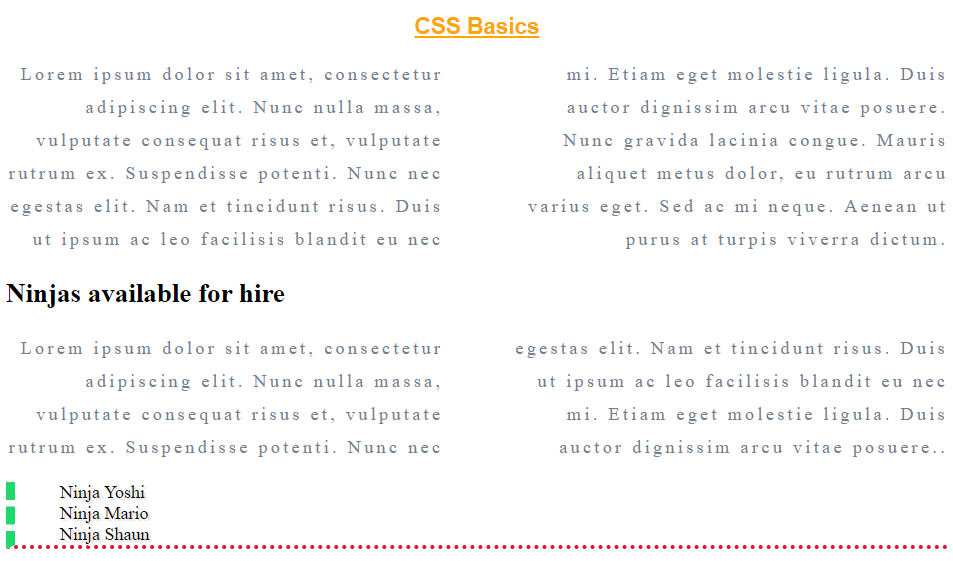 CSS Basics
Lorem ipsum dolor sit amet, consectetur
adipiscing elit. Nunc nulla massa,
vulputate consequat risus et, vulputate
rutrum ex. Suspendisse potenti. Nunc nec
egestas elit. Nam et tincidunt risus. Duis
ut ipsum ac leo facilisis blandit eu nec
mi. Etiam eget molestie ligula. Duis
auctor dignissim arcu vitae posuere.
Nunc gravida lacinia congue. Mauris
aliquet metus dolor, eu rutrum arcu
varius eget. Sed ac mi neque. Aenean ut
purus at turpis viverra dictum.
Ninjas available for hire
Lorem ipsum dolor sit amet, consectetur
adipiscing elit. Nunc nulla massa,
vulputate consequat risus et, vulputate
rutrum ex. Suspendisse potenti. Nunc nec
egestas elit. Nam et tincidunt risus. Duis
ut ipsum ac leo facilisis blandit eu nec
mi. Etiam eget molestie ligula. Duis
auctor dignissim arcu vitae posuere..
Ninja Yoshi
Ninja Mario
Ninja Shaun